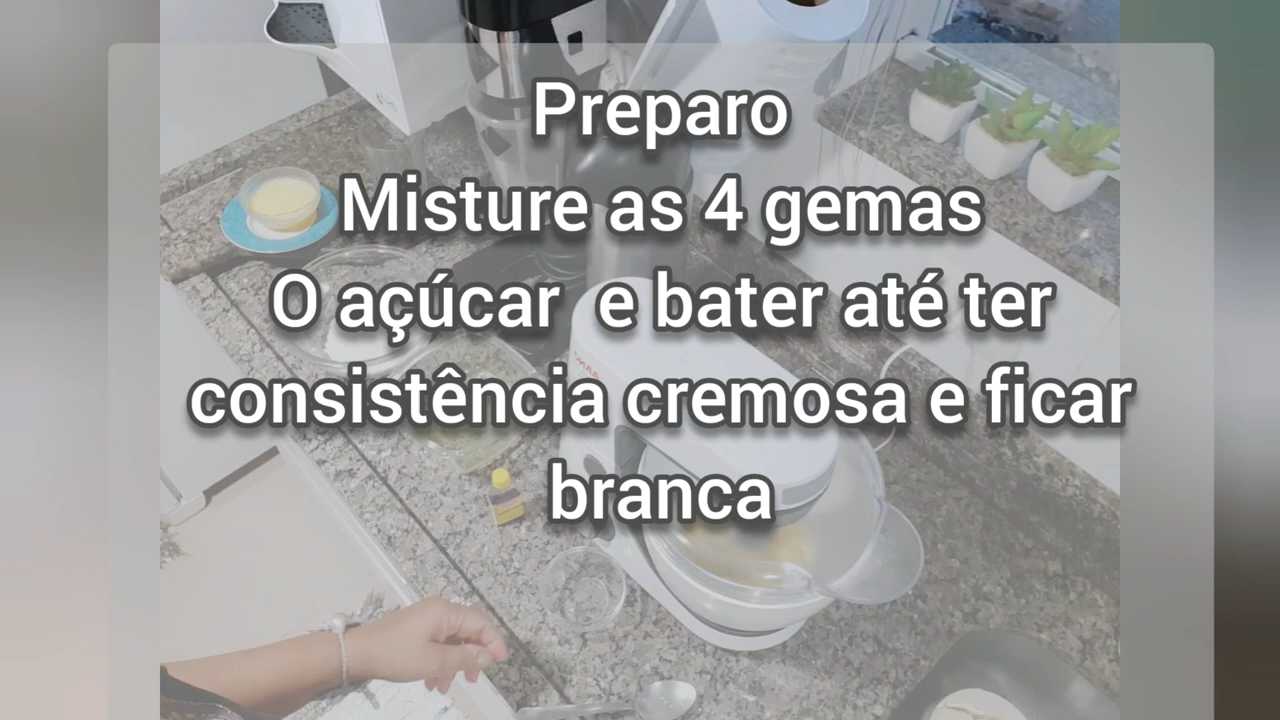 Preparo
Misture as 4 gemas
O açúcar  e bater até ter
consistência cremosa e ficar
branca